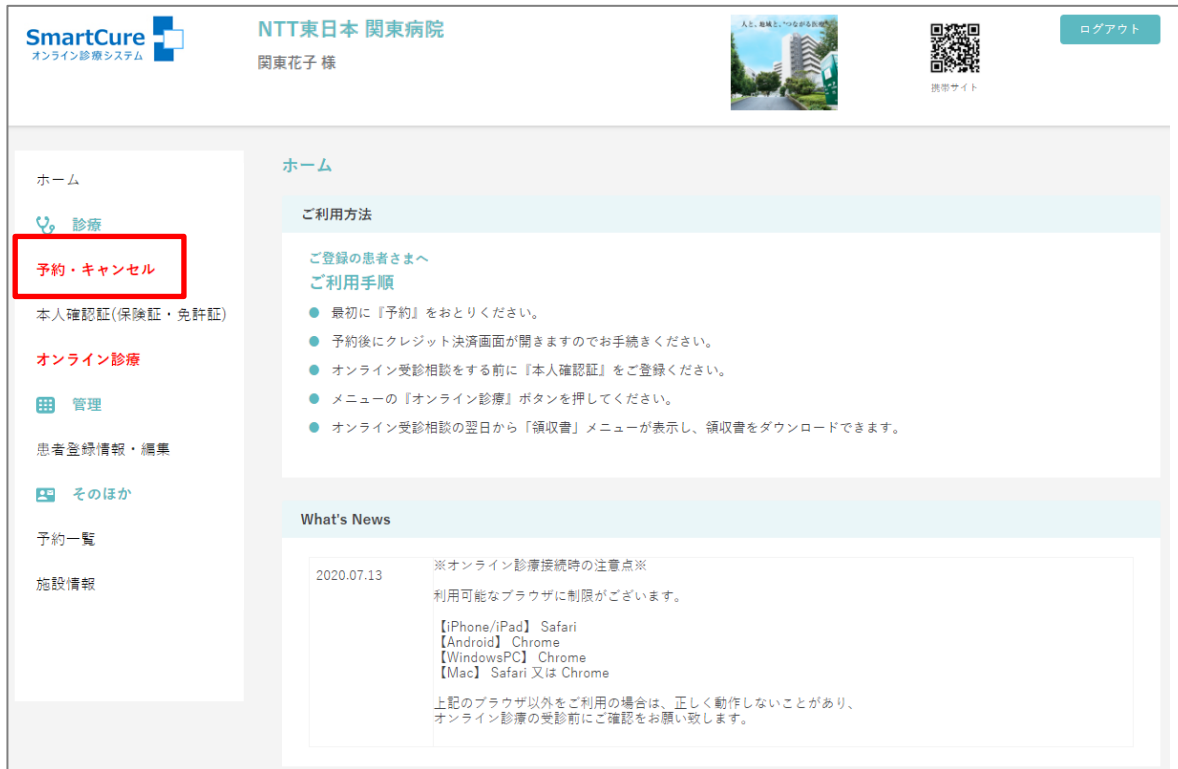 SmartCure
オンライン診療システム
NTT東日本 関東病院
関東花子 様
人と、地域と、"つながる医療
携帯サイト
ログアウト
ホーム
診療
予約・キャンセル
本人確認証(保険証・免許証)
オンライン診療
管理
患者登録情報・編集
そのほか
予約一覧
施設情報
ホーム
ご利用方法
ご登録の患者さまへ
ご利用手順
● 最初に『予約』をおとりください。
● 予約後にクレジット決済画面が開きますのでお手続きください。
● オンライン受診相談をする前に『本人確認証』をご登録ください。
● メニューの『オンライン診療』ボタンを押してください。
● オンライン受診相談の翌日から「領収書」メニューが表示し、領収書をダウンロードできます。
What's News
2020.07.13
※オンライン診療接続時の注意点※
利用可能なブラウザに制限がございます。
【iPhone/iPad】 Safari
【Android】 Chrome
【WindowsPC】 Chrome
【Mac】 Safari 又は Chrome
上記のブラウザ以外をご利用の場合は、正しく動作しないことがあり、
オンライン診療の受診前にご確認をお願い致します。